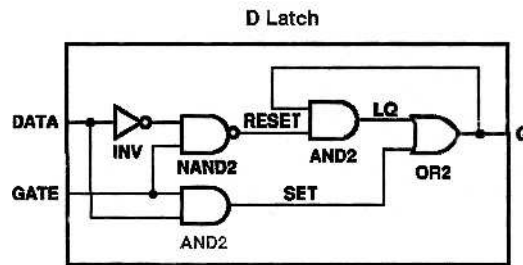 D Latch
DATA
INV
NAND2
RESET
AND2
LQ
OR2
GATE
SET
AND2